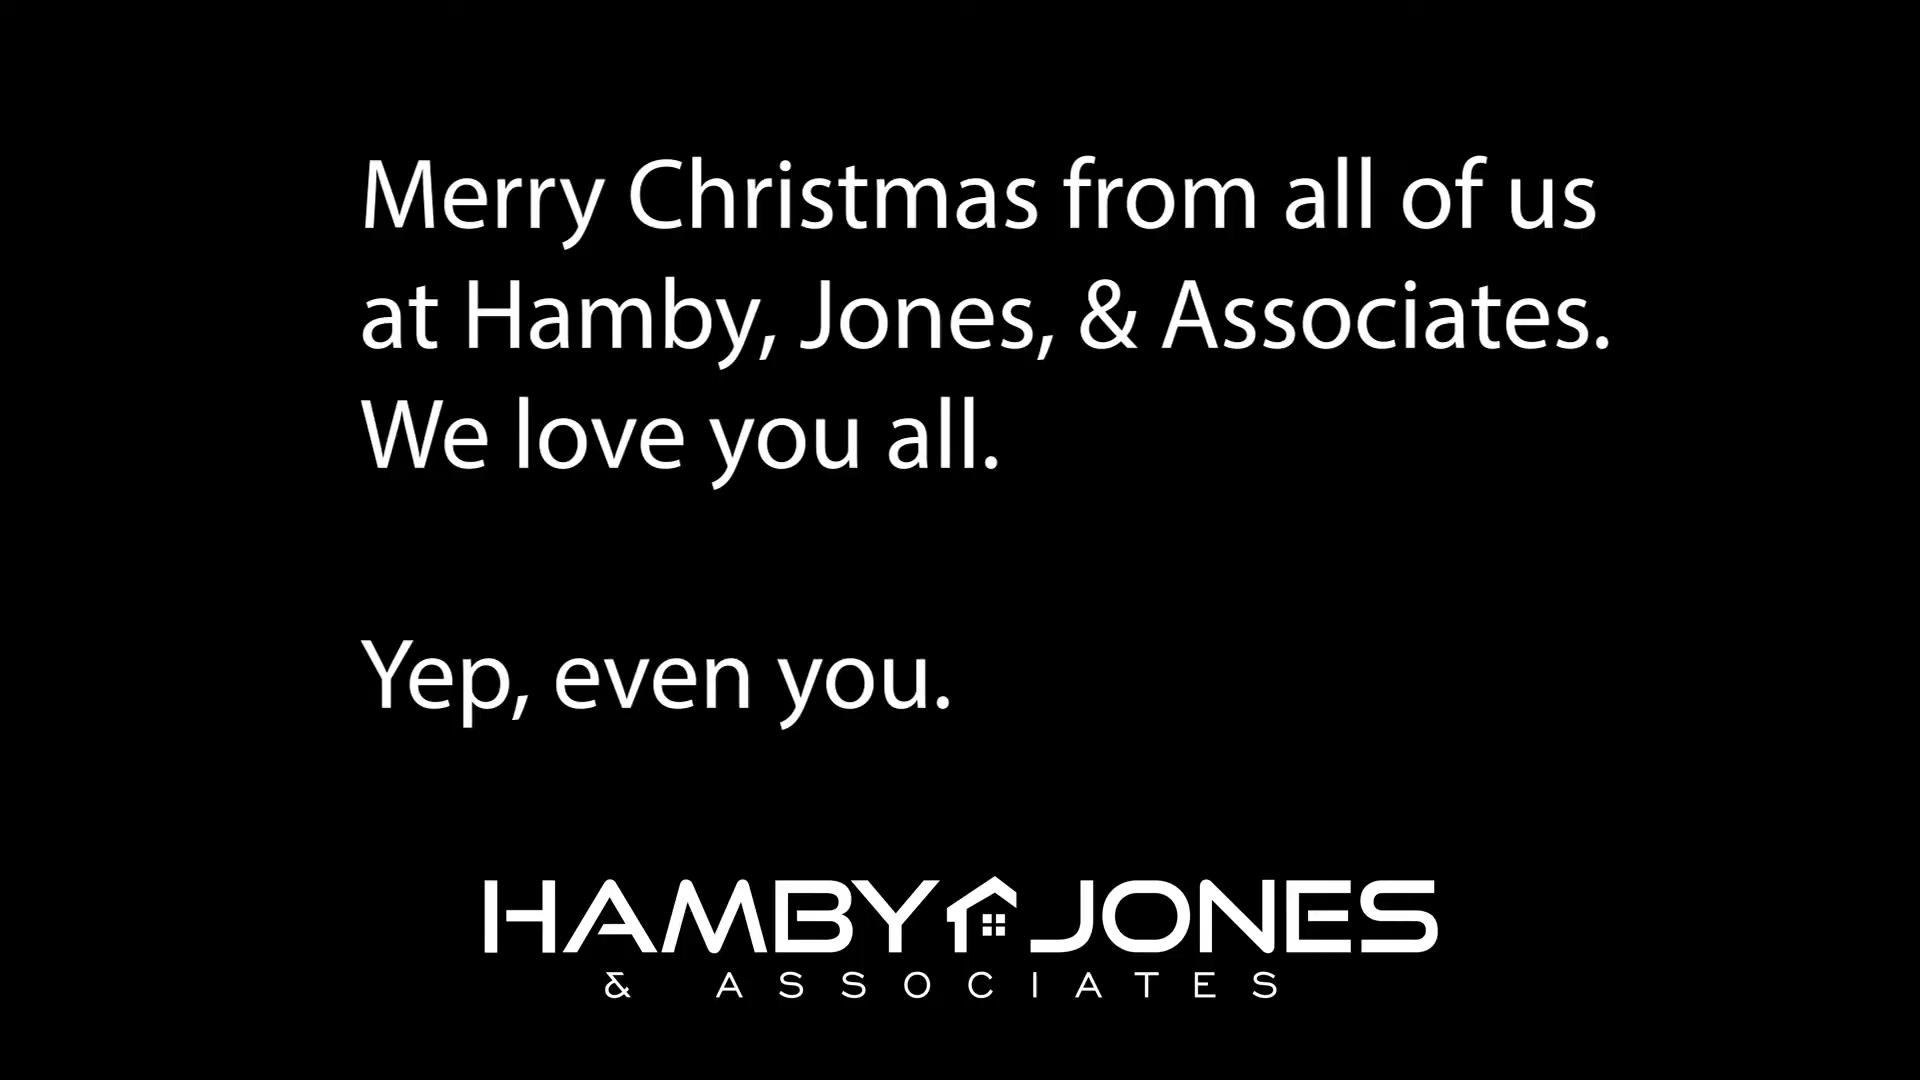 Merry Christmas from all of us
at Hamby, Jones, & Associates.
We love you all.
Yep, even you.
HAMBY JONES
& ASSOCIATES